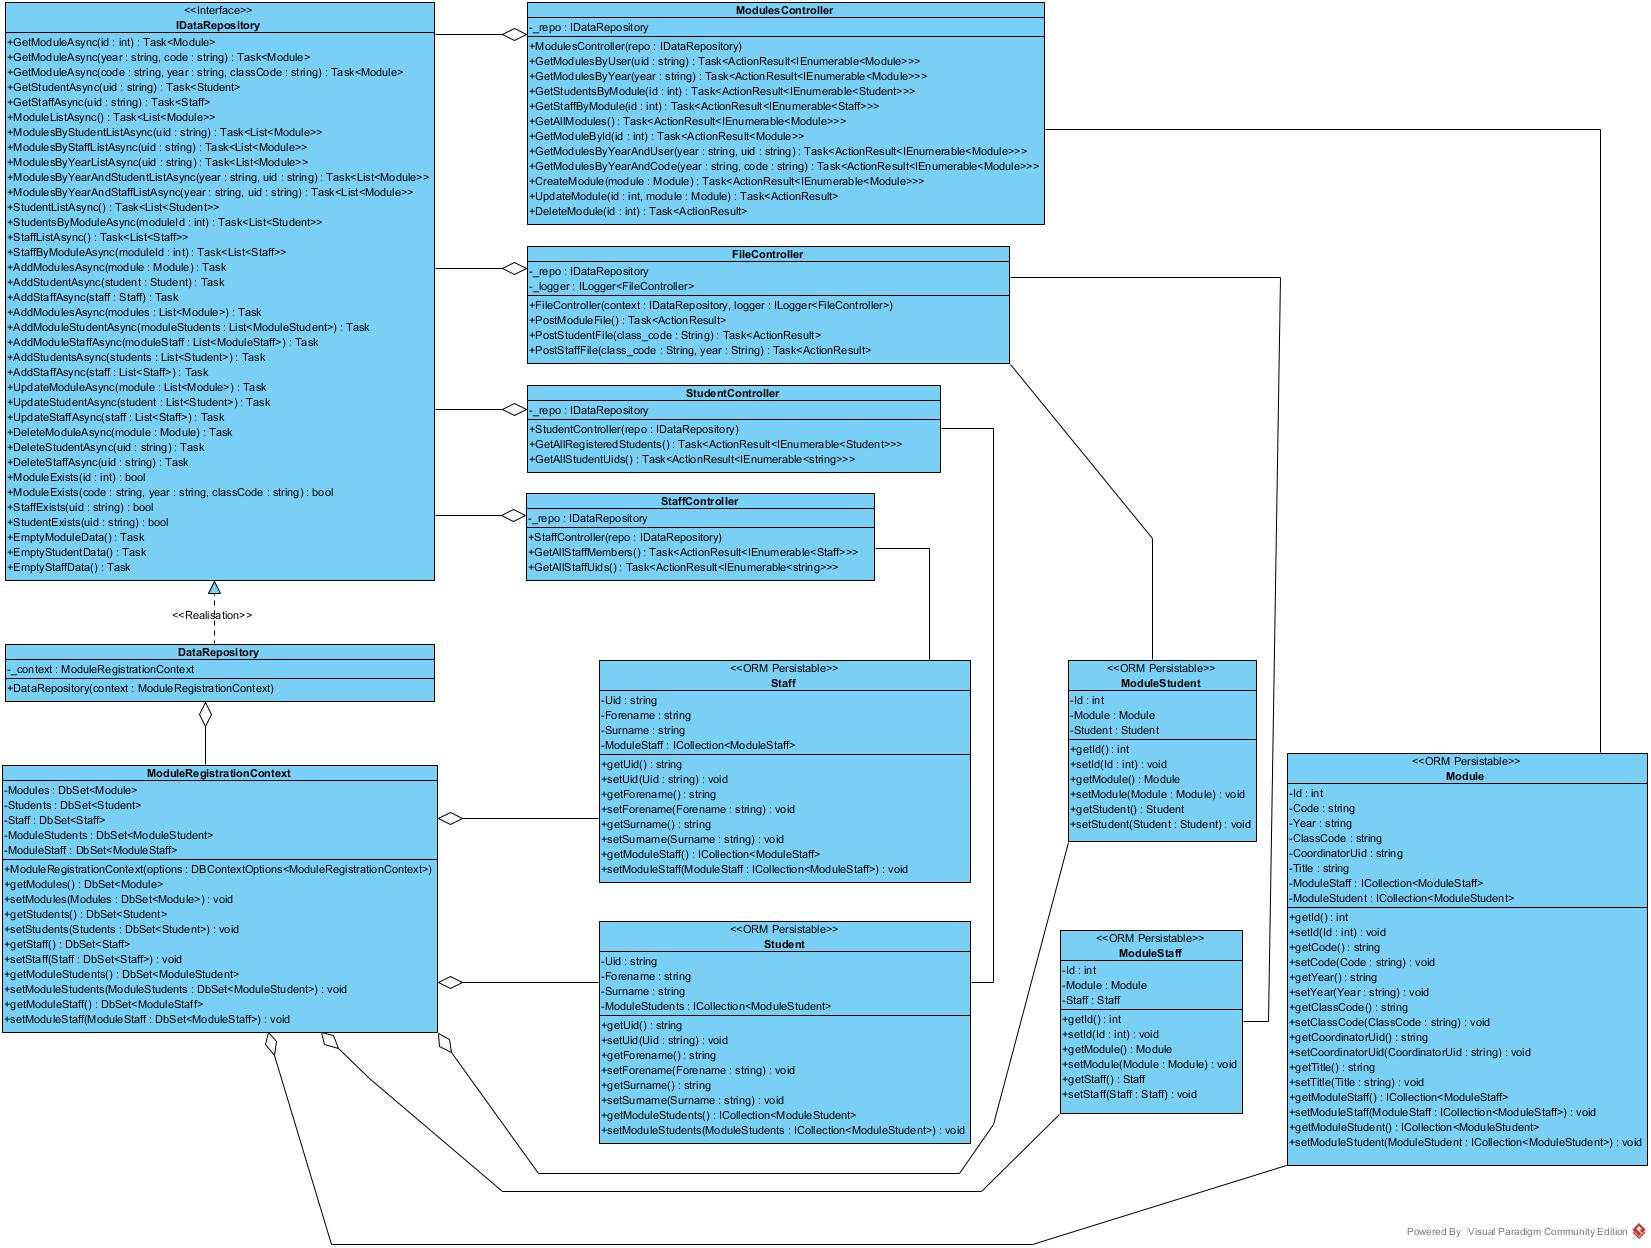 <<Interface>>
IDataRepository
+GetModuleAsync(id : int) : Task<Module>
+GetModuleAsync(year : string, code : string) : Task<Module>
+GetModuleAsync(code : string, year : string, classCode : string) : Task<Module>
+GetStudentAsync(uid : string) : Task<Student>
+GetStaffAsync(uid : string) : Task<Staff>
+ModuleListAsync() : Task<List<Module>>
+ModulesByStudentListAsync(uid : string) : Task<List<Module>>
+ModulesByStaffListAsync(uid : string) : Task<List<Module>>
+ModulesByYearListAsync(uid : string) : Task<List<Module>>
+ModulesByYearAndStudentListAsync(year : string, uid : string) : Task<List<Module>>
+ModulesByYearAndStaffListAsync(year : string, uid : string) : Task<List<Module>>
+StudentListAsync() : Task<List<Student>>
+StudentsByModuleAsync(moduleId : int) : Task<List<Student>>
+StaffListAsync() : Task<List<Staff>>
+StaffByModuleAsync(moduleId : int) : Task<List<Staff>>
+AddModulesAsync(module : Module) : Task
+AddStudentAsync(student : Student) : Task
+AddStaffAsync(staff : Staff) : Task
+AddModulesAsync(modules : List<Module>) : Task
+AddModuleStudentAsync(moduleStudents : List<ModuleStudent>) : Task
+AddModuleStaffAsync(moduleStaff : List<ModuleStaff>) : Task
+AddStudentsAsync(students : List<Student>) : Task
+AddStaffAsync(staff : List<Staff>) : Task
+UpdateModuleAsync(module : List<Module>) : Task
+UpdateStudentAsync(student : List<Student>) : Task
+UpdateStaffAsync(staff : List<Staff>) : Task
+DeleteModuleAsync(module : Module) : Task
+DeleteStudentAsync(uid : string) : Task
+DeleteStaffAsync(uid : string) : Task
+ModuleExists(id : int) : bool
+ModuleExists(code : string, year : string, classCode : string) : bool
+StaffExists(uid : string) : bool
+StudentExists(uid : string) : bool
+EmptyModuleData() : Task
+EmptyStudentData() : Task
+EmptyStaffData() : Task
ModulesController
-_repo : IDataRepository
+ModulesController(repo : IDataRepository)
+GetModulesByUser(uid : string) : Task<ActionResult<IEnumerable<Module>>>
+GetModulesByYear(year : string) : Task<ActionResult<IEnumerable<Module>>>
+GetStudentsByModule(id : int) : Task<ActionResult<IEnumerable<Student>>>
+GetStaffByModule(id : int) : Task<ActionResult<IEnumerable<Staff>>>
+GetAllModules() : Task<ActionResult<IEnumerable<Module>>>
+GetModuleById(id : int) : Task<ActionResult<Module>>
+GetModulesByYearAndUser(year : string, uid : string) : Task<ActionResult<IEnumerable<Module>>>
+GetModulesByYearAndCode(year : string, code : string) : Task<ActionResult<IEnumerable<Module>>>
+CreateModule(module : Module) : Task<ActionResult<IEnumerable<Module>>>
+UpdateModule(id : int, module : Module) : Task<ActionResult>
+DeleteModule(id : int) : Task<ActionResult>
FileController
-_repo : IDataRepository
-_logger : ILogger<FileController>
+FileController(context : IDataRepository, logger : ILogger<FileController>)
+PostModuleFile() : Task<ActionResult>
+PostStudentFile(class_code : String) : Task<ActionResult>
+PostStaffFile(class_code : String, year : String) : Task<ActionResult>
StudentController
-_repo : IDataRepository
+StudentController(repo : IDataRepository)
+GetAllRegisteredStudents() : Task<ActionResult<IEnumerable<Student>>>
+GetAllStudentUids() : Task<ActionResult<IEnumerable<string>>>
StaffController
-_repo : IDataRepository
+StaffController(repo : IDataRepository)
+GetAllStaffMembers() : Task<ActionResult<IEnumerable<Staff>>>
+GetAllStaffUids() : Task<ActionResult<IEnumerable<string>>>
<<Realisation>>
DataRepository
-_context : ModuleRegistrationContext
+DataRepository(context : ModuleRegistrationContext)
ModuleRegistrationContext
-Modules : DbSet<Module>
-Students : DbSet<Student>
-Staff : DbSet<Staff>
-ModuleStudents : DbSet<ModuleStudent>
-ModuleStaff : DbSet<ModuleStaff>
+ModuleRegistrationContext(options : DBContextOptions<ModuleRegistrationContext>)
+getModules() : DbSet<Module>
+setModules(Modules : DbSet<Module>) : void
+getStudents() : DbSet<Student>
+setStudents(Students : DbSet<Student>) : void
+getStaff() : DbSet<Staff>
+setStaff(Staff : DbSet<Staff>) : void
+getModuleStudents() : DbSet<ModuleStudent>
+setModuleStudents(ModuleStudents : DbSet<ModuleStudent>) : void
+getModuleStaff() : DbSet<ModuleStaff>
+setModuleStaff(ModuleStaff : DbSet<ModuleStaff>) : void
<<ORM Persistable>>
Staff
-Uid : string
-Forename : string
-Surname : string
-ModuleStaff : ICollection<ModuleStaff>
+getUid() : string
+setUid(Uid : string) : void
+getForename() : string
+setForename(Forename : string) : void
+getSurname() : string
+setSurname(Surname : string) : void
+getModuleStaff() : ICollection<ModuleStaff>
+setModuleStaff(ModuleStaff : ICollection<ModuleStaff>) : void
<<ORM Persistable>>
Student
-Uid : string
-Forename : string
-Surname : string
-ModuleStudents : ICollection<ModuleStudent>
+getUid() : string
+setUid(Uid : string) : void
+getForename() : string
+setForename(Forename : string) : void
+getSurname() : string
+setSurname(Surname : string) : void
+getModuleStudents() : ICollection<ModuleStudent>
+setModuleStudents(ModuleStudents : ICollection<ModuleStudent>) : void
<<ORM Persistable>>
ModuleStudent
-Id : int
-Module : Module
-Student : Student
+getId() : int
+setId(Id : int) : void
+getModule() : Module
+setModule(Module : Module) : void
+getStudent() : Student
+setStudent(Student : Student) : void
<<ORM Persistable>>
ModuleStaff
-Id : int
-Module : Module
-Staff : Staff
+getId() : int
+setId(Id : int) : void
+getModule() : Module
+setModule(Module : Module) : void
+getStaff() : Staff
+setStaff(Staff : Staff) : void
<<ORM Persistable>>
Module
-Id : int
-Code : string
-Year : string
-ClassCode : string
-CoordinatorUid : string
-Title : string
-ModuleStaff : ICollection<ModuleStaff>
-ModuleStudent : ICollection<ModuleStudent>
+getId() : int
+setId(Id : int) : void
+getCode() : string
+setCode(Code : string) : void
+getYear() : string
+setYear(Year : string) : void
+getClassCode() : string
+setClassCode(ClassCode : string) : void
+getCoordinatorUid() : string
+setCoordinatorUid(CoordinatorUid : string) : void
+getTitle() : string
+setTitle(Title : string) : void
+getModuleStaff() : ICollection<ModuleStaff>
+setModuleStaff(ModuleStaff : ICollection<ModuleStaff>) : void
+getModuleStudent() : ICollection<ModuleStudent>
+setModuleStudent(ModuleStudent : ICollection<ModuleStudent>) : void
Powered By Visual Paradigm Community Edition